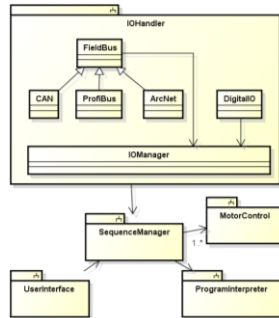 IOHandler
FieldBus
CAN
ProfiBus
ArcNet
DigitalIO
IOManager
SequenceManager
MotorControl
1..*
UserInterface
ProgramInterpreter